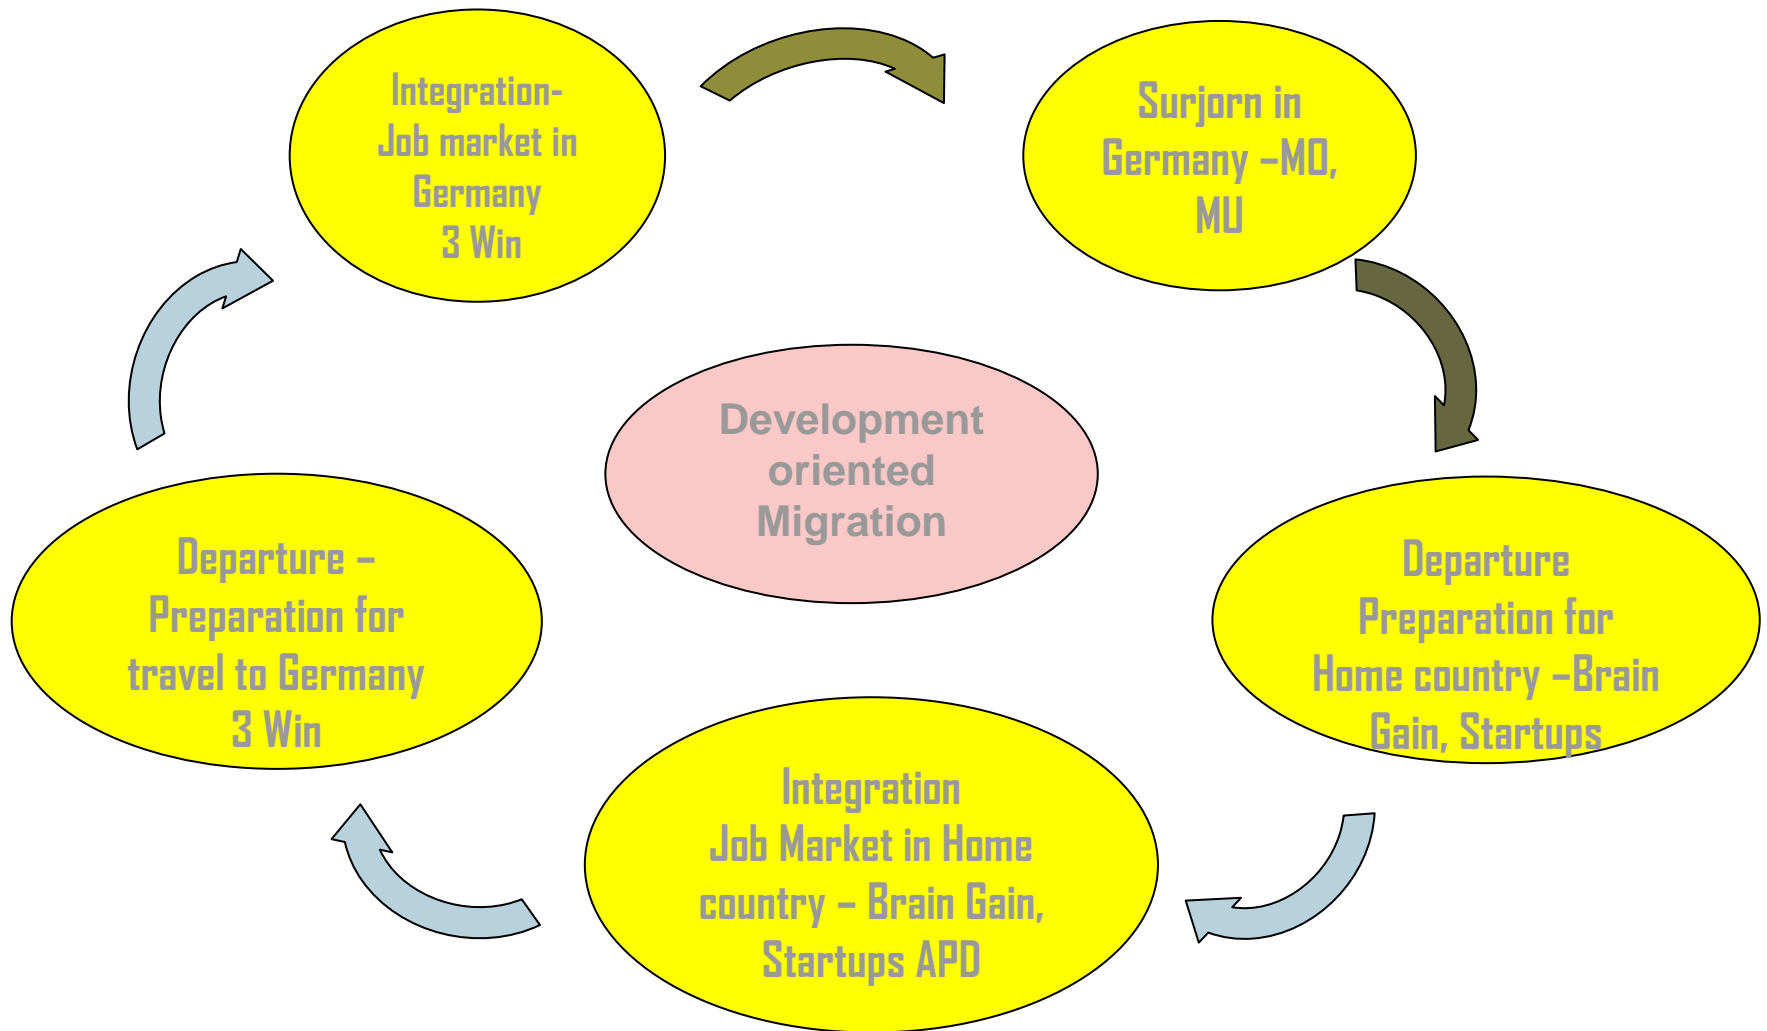 Integration-
Job market in
Germany
3 Win
Surjorn in
Germany –MO,
MU
Development
oriented
Migration
Departure –
Preparation for
travel to Germany
3 Win
Departure
Preparation for
Home country –Brain
Gain, Startups
Integration
Job Market in Home
country – Brain Gain,
Startups APD